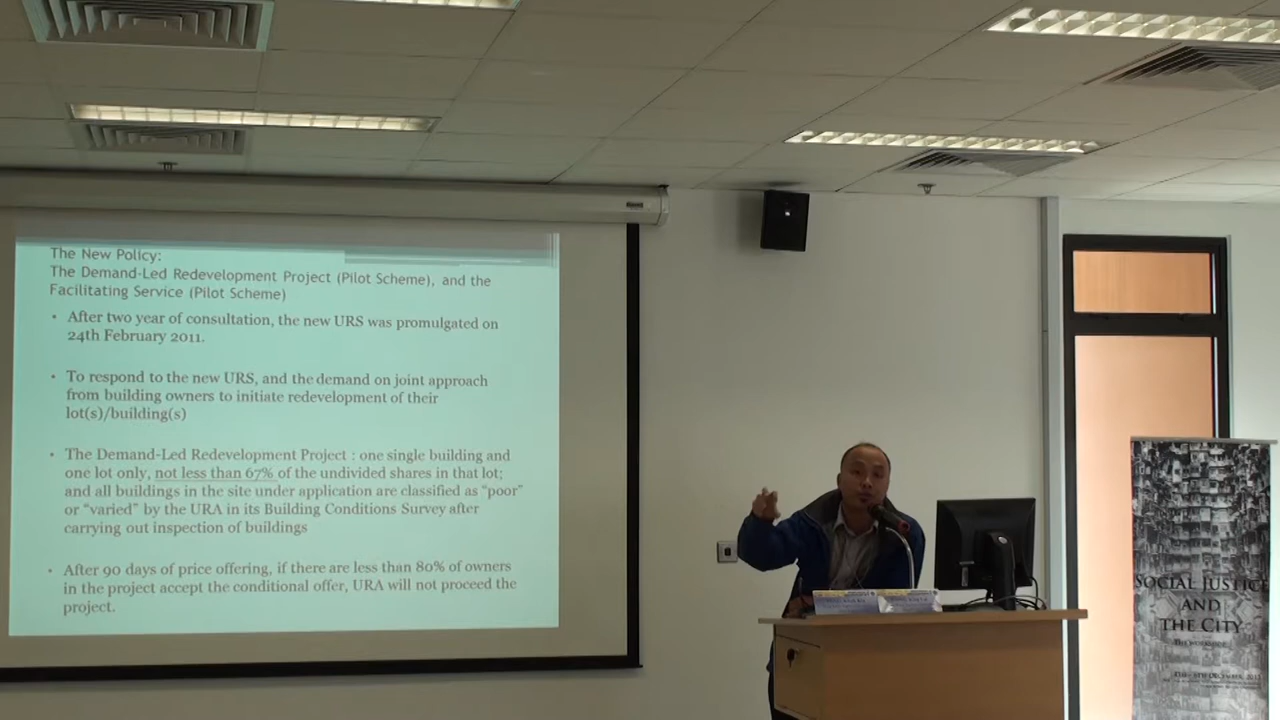 The New Policy:
The Demand-Led Redevelopment Project (Pilot Scheme), and the
Facilitating Service (Pilot Scheme)
• After two year of consultation, the new URS was promulgated on
24th February 2011.
• To respond to the new URS, and the demand on joint approach
from building owners to initiate redevelopment of their
lot(s)/building(s)
• The Demand-Led Redevelopment Project : one single building and
one lot only, not less than 67% of the undivided shares in that lot;
and all buildings in the site under application are classified as “poor”
or “varied” by the URA in its Building Conditions Survey after
carrying out inspection of buildings
• After 90 days of price offering, if there are less than 80% of owners
in the project accept the conditional offer, URA will not proceed the
project.
Social Justice
and
the City